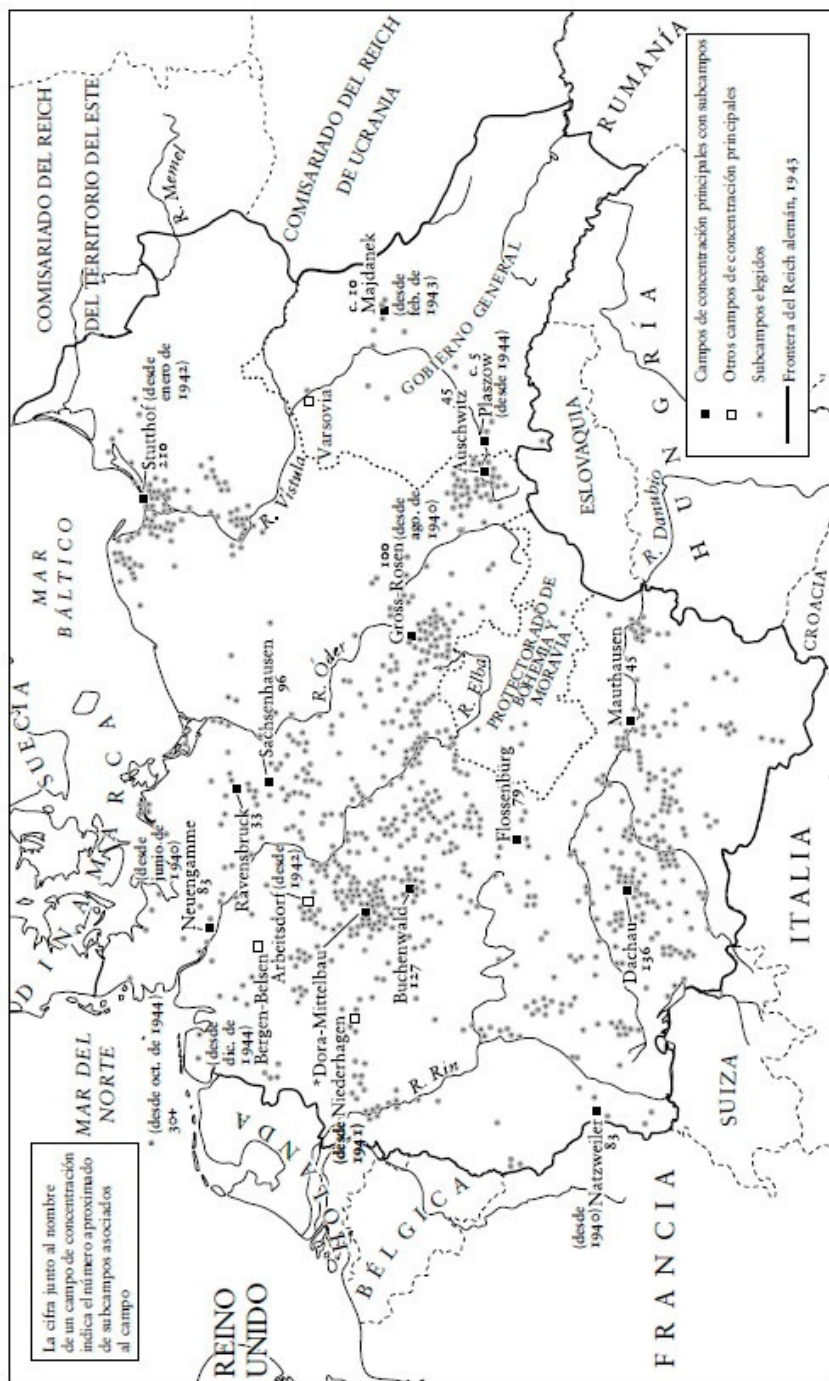 La cifra junto al nombre
de un campo de concentración
indica el número aproximado
de subcampos asociados
al campo
REINO
UNIDO
MAR DEL
NORTE
* (desde oct. de 1944)
30+
DINAMARCA
SUECIA
MAR
BÁLTICO
COMISARIADO DEL REICH
DEL TERRITORIO DEL ESTE
R. Memel
COMISARIADO DEL REICH
DE UCRANIA
HOLANDA
BÉLGICA
FRANCIA
SUIZA
ITALIA
CROACIA
HUNGRÍA
RUMANÍA
ESLOVAQUIA
GOBIERNO GENERAL
PROTECTORADO DE
BOHEMIA Y
MORAVIA
R. Rin
R. Elba
R. Óder
R. Vístula
R. Danubio
(desde
junio de
1940)
Neuengamme
83
Ravensbruck
33
Sachsenhausen
96
Stutthof (desde
210 enero de
1942)
(desde
dic. de
1944)
Bergen-Belsen
Arbeitsdorf (desde
1942)
*Dora-Mittelbau
Niederhagen
(desde
1941)
Buchenwald
127
Gross-Rosen
100
(desde
ago. de
1940)
Varsovia
c. 10
Majdanek
(desde
feb. de
1943)
Auschwitz
45
c. 5
Plaszow
(desde 1944)
Flossenburg
79
Mauthausen
45
Dachau
136
(desde
1940)
Natzweiler
83
Campos de concentración principales con subcampos
Otros campos de concentración principales
Subcampos elegidos
Frontera del Reich alemán, 1943